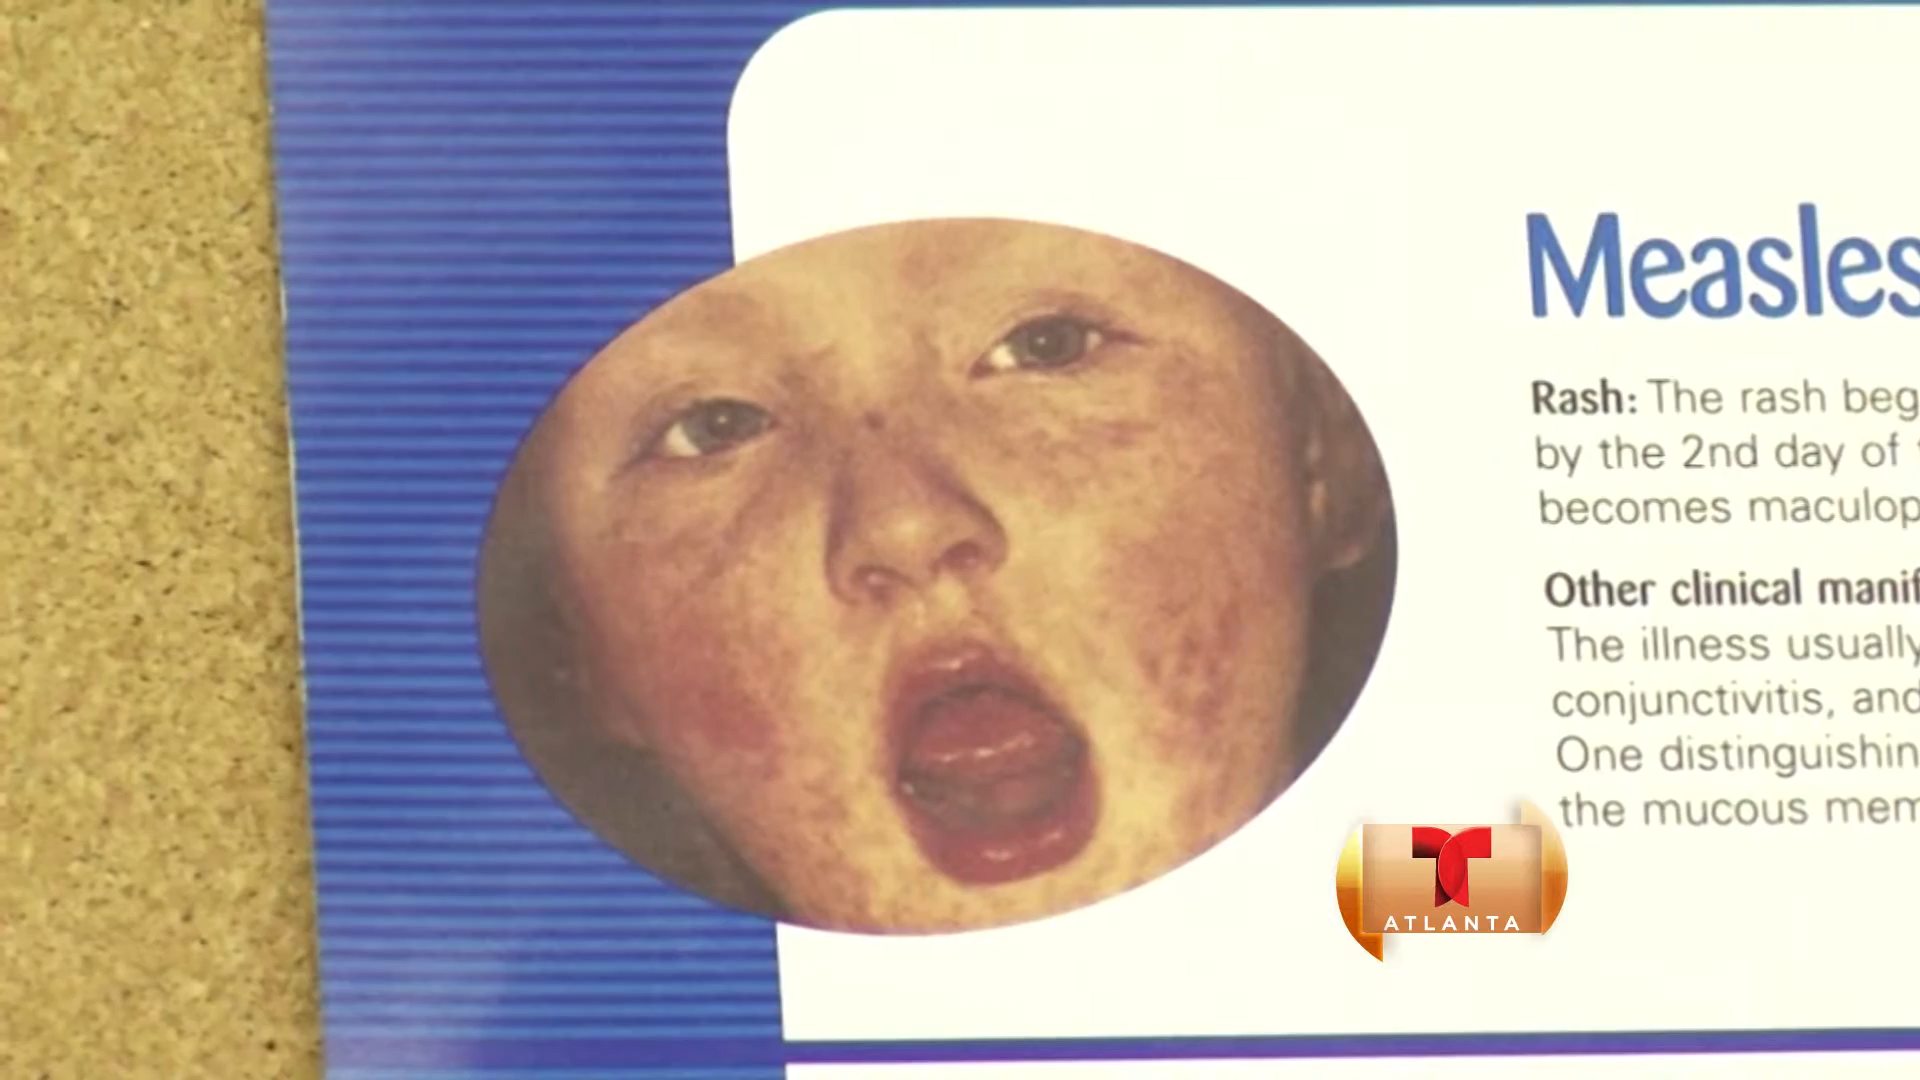 Measles
Rash: The rash beg
by the 2nd day of
becomes maculop
Other clinical manif
The illness usually
conjunctivitis, and
One distinguishin
the mucous mem
ATLANTA